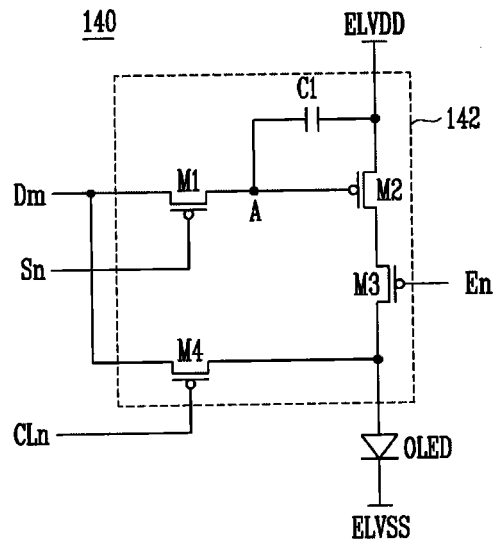 140
ELVDD
C1
142
M1
M2
Dm
A
Sn
M3
En
M4
CLn
OLED
ELVSS